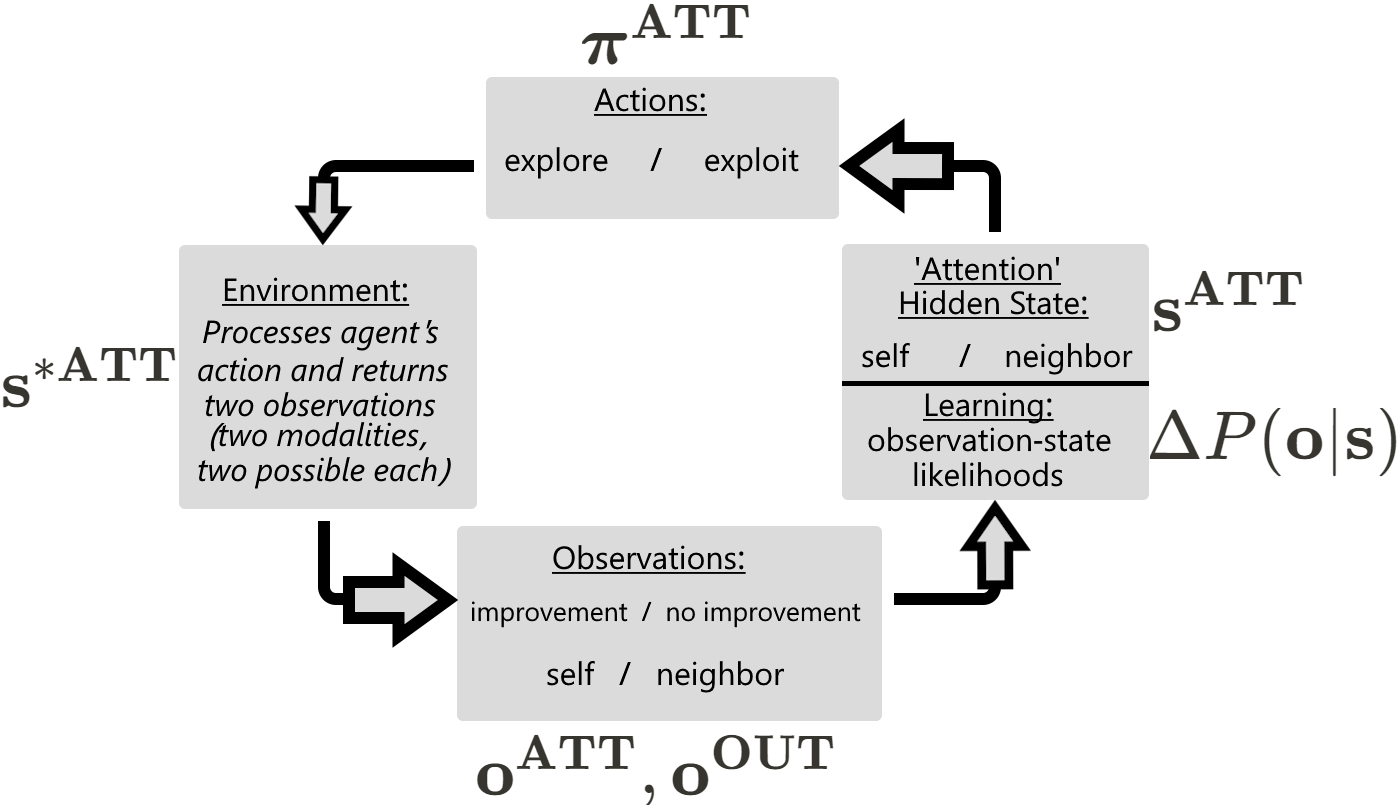 π^ATT
Actions:
explore / exploit
Environment:
Processes agent's
action and returns
two observations
(two modalities,
two possible each)
s*ATT
'Attention'
Hidden State:
self / neighbor
s^ATT
Learning:
observation-state
likelihoods
ΔP(o|s)
Observations:
improvement / no improvement
self / neighbor
o^ATT, o^OUT